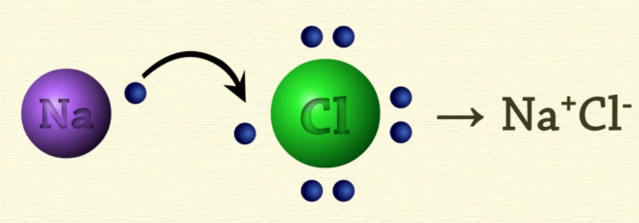 Na Cl → Na⁺Cl⁻